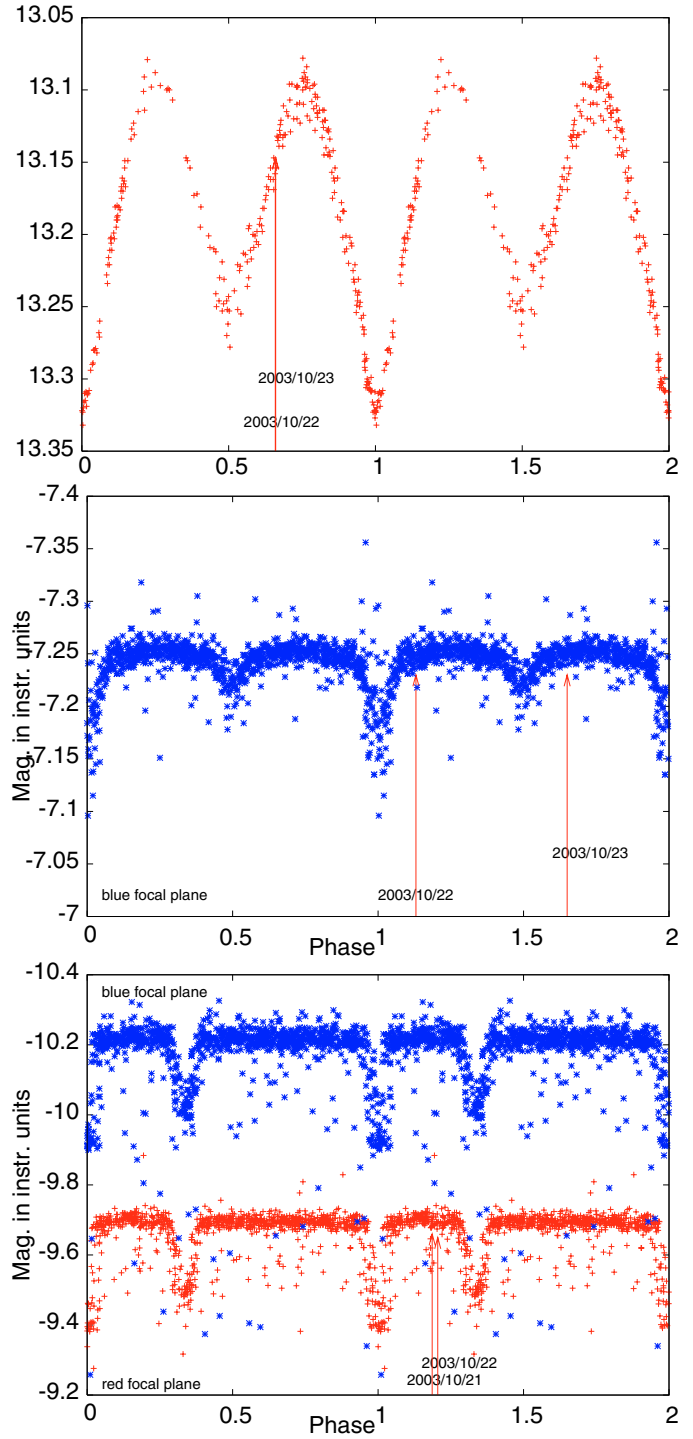 13.05
13.1
13.15
13.2
13.25
13.3
13.35
2003/10/23
2003/10/22
0 0.5 1 1.5 2
-7.4
-7.35
-7.3
-7.25
-7.2
-7.15
-7.1
-7.05
-7
Mag. in instr. units
2003/10/23
2003/10/22
blue focal plane
0 0.5 1 1.5 2
Phase
-10.4
-10.2
-10
-9.8
-9.6
-9.4
-9.2
Mag. in instr. units
blue focal plane
2003/10/22
2003/10/21
red focal plane
0 0.5 1 1.5 2
Phase